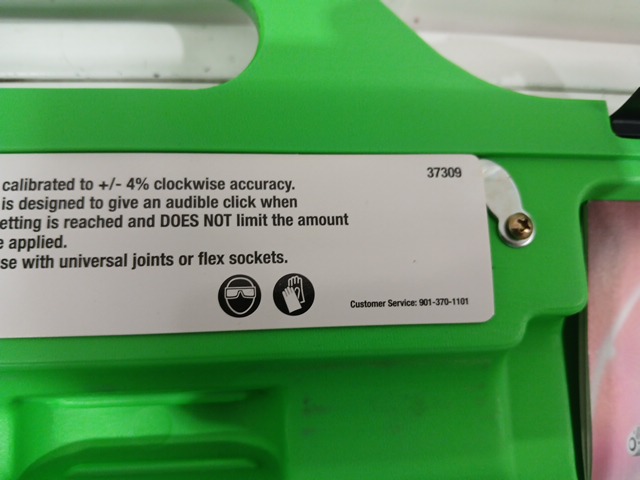 37309
calibrated to +/- 4% clockwise accuracy.
is designed to give an audible click when
etting is reached and DOES NOT limit the amount
e applied.
se with universal joints or flex sockets.
Customer Service: 901-370-1101